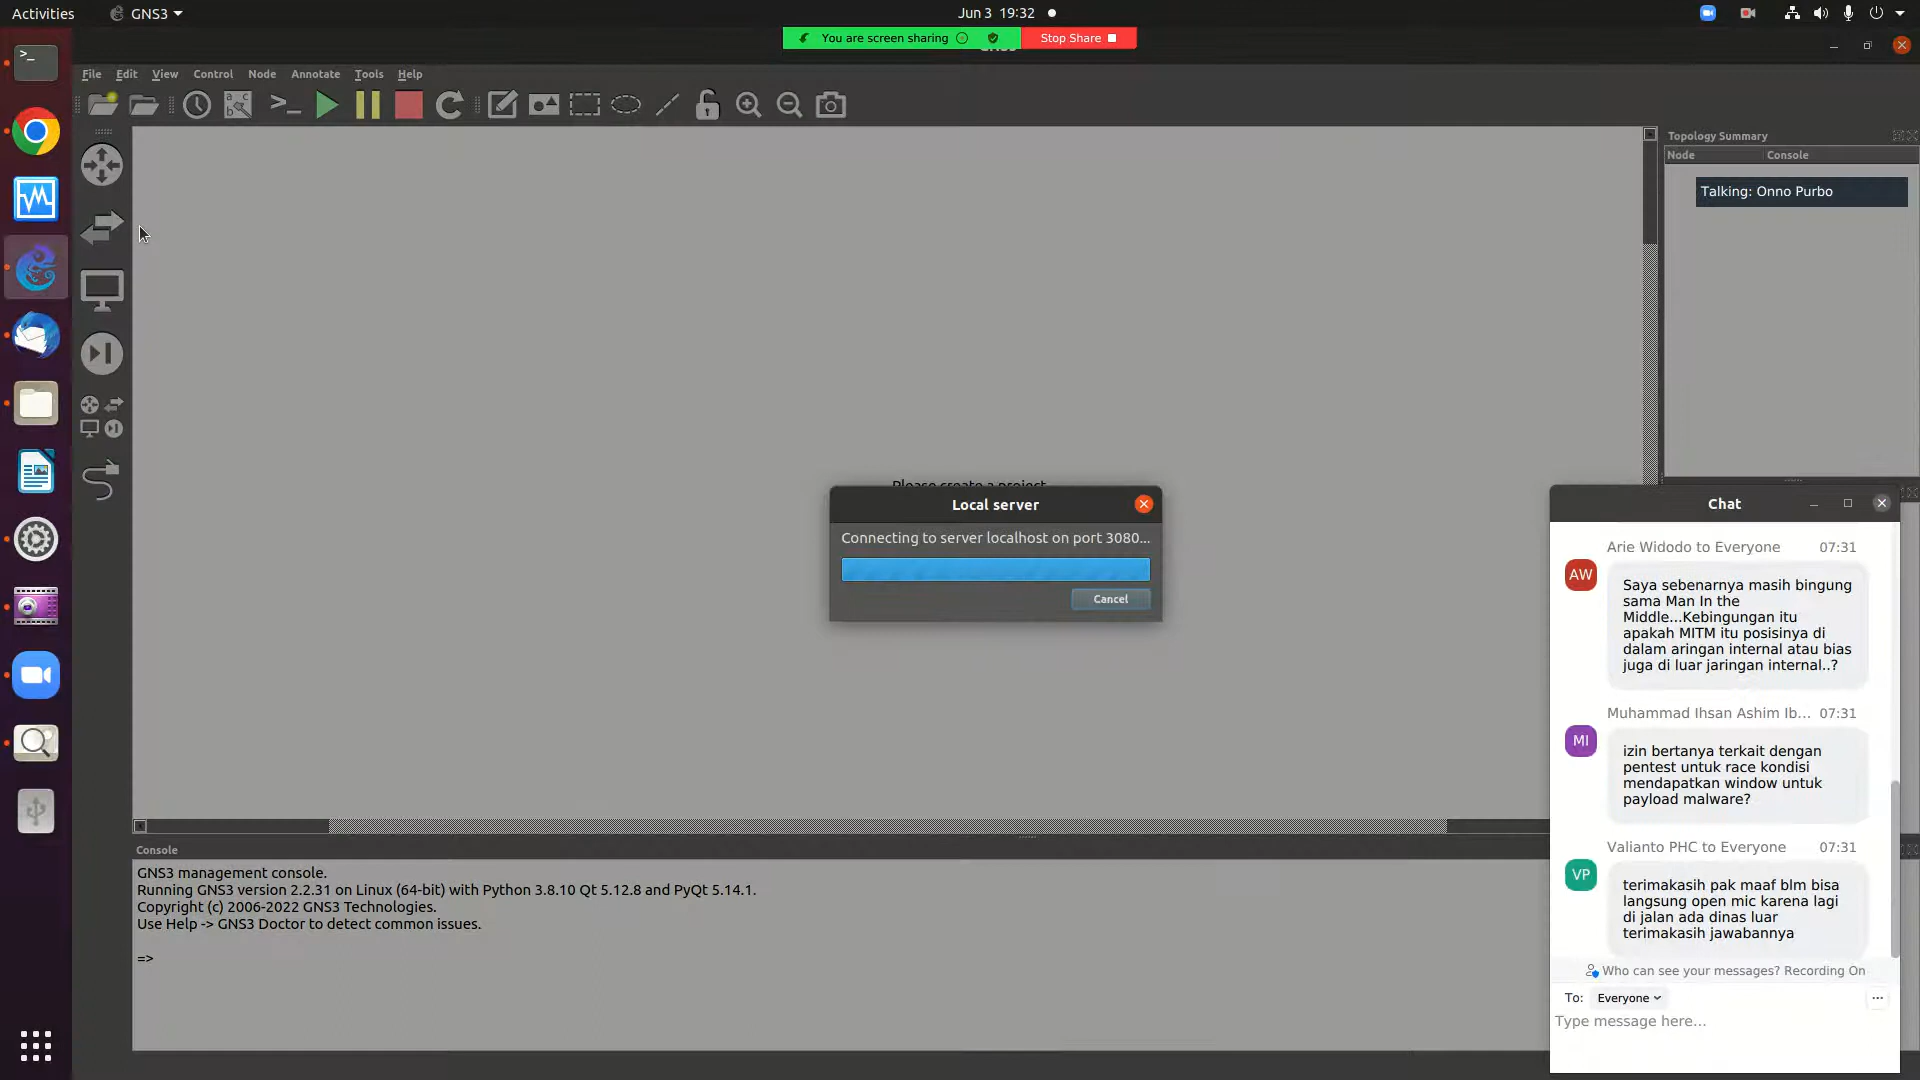 Activities
GNS3
Jun 3 19:32
You are screen sharing
Stop Share
File
Edit
View
Control
Node
Annotate
Tools
Help
Topology Summary
Node
Console
Talking: Onno Purbo
Please create a project
Local server
Connecting to server localhost on port 3080...
Cancel
Console
GNS3 management console.
Running GNS3 version 2.2.31 on Linux (64-bit) with Python 3.8.10 Qt 5.12.8 and PyQt 5.14.1.
Copyright (c) 2006-2022 GNS3 Technologies.
Use Help -> GNS3 Doctor to detect common issues.
=>
Chat
Arie Widodo to Everyone 07:31
AW
Saya sebenarnya masih bingung
sama Man In the
Middle...Kebingungan itu
apakah MITM itu posisinya di
dalam aringan internal atau bias
juga di luar jaringan internal..?
Muhammad Ihsan Ashim Ib... 07:31
MI
izin bertanya terkait dengan
pentest untuk race kondisi
mendapatkan window untuk
payload malware?
Valianto PHC to Everyone 07:31
VP
terimakasih pak maaf blm bisa
langsung open mic karena lagi
di jalan ada dinas luar
terimakasih jawabannya
Who can see your messages? Recording On
To: Everyone
Type message here...